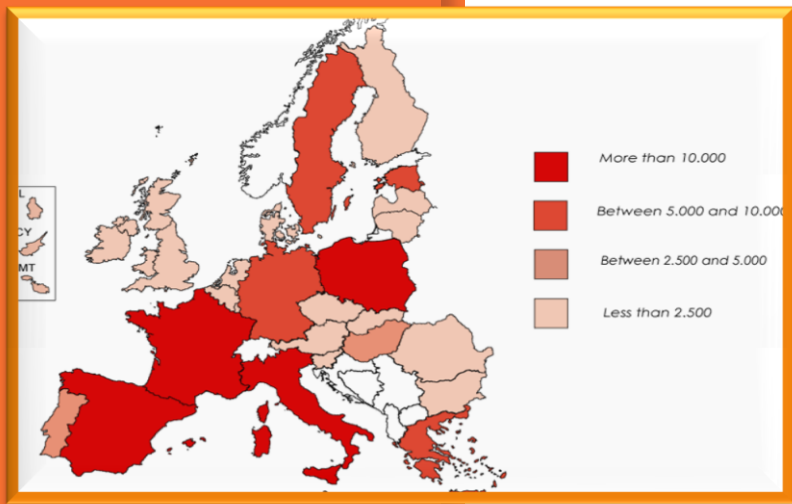 L
CY
MT
More than 10.000
Between 5.000 and 10.000
Between 2.500 and 5.000
Less than 2.500